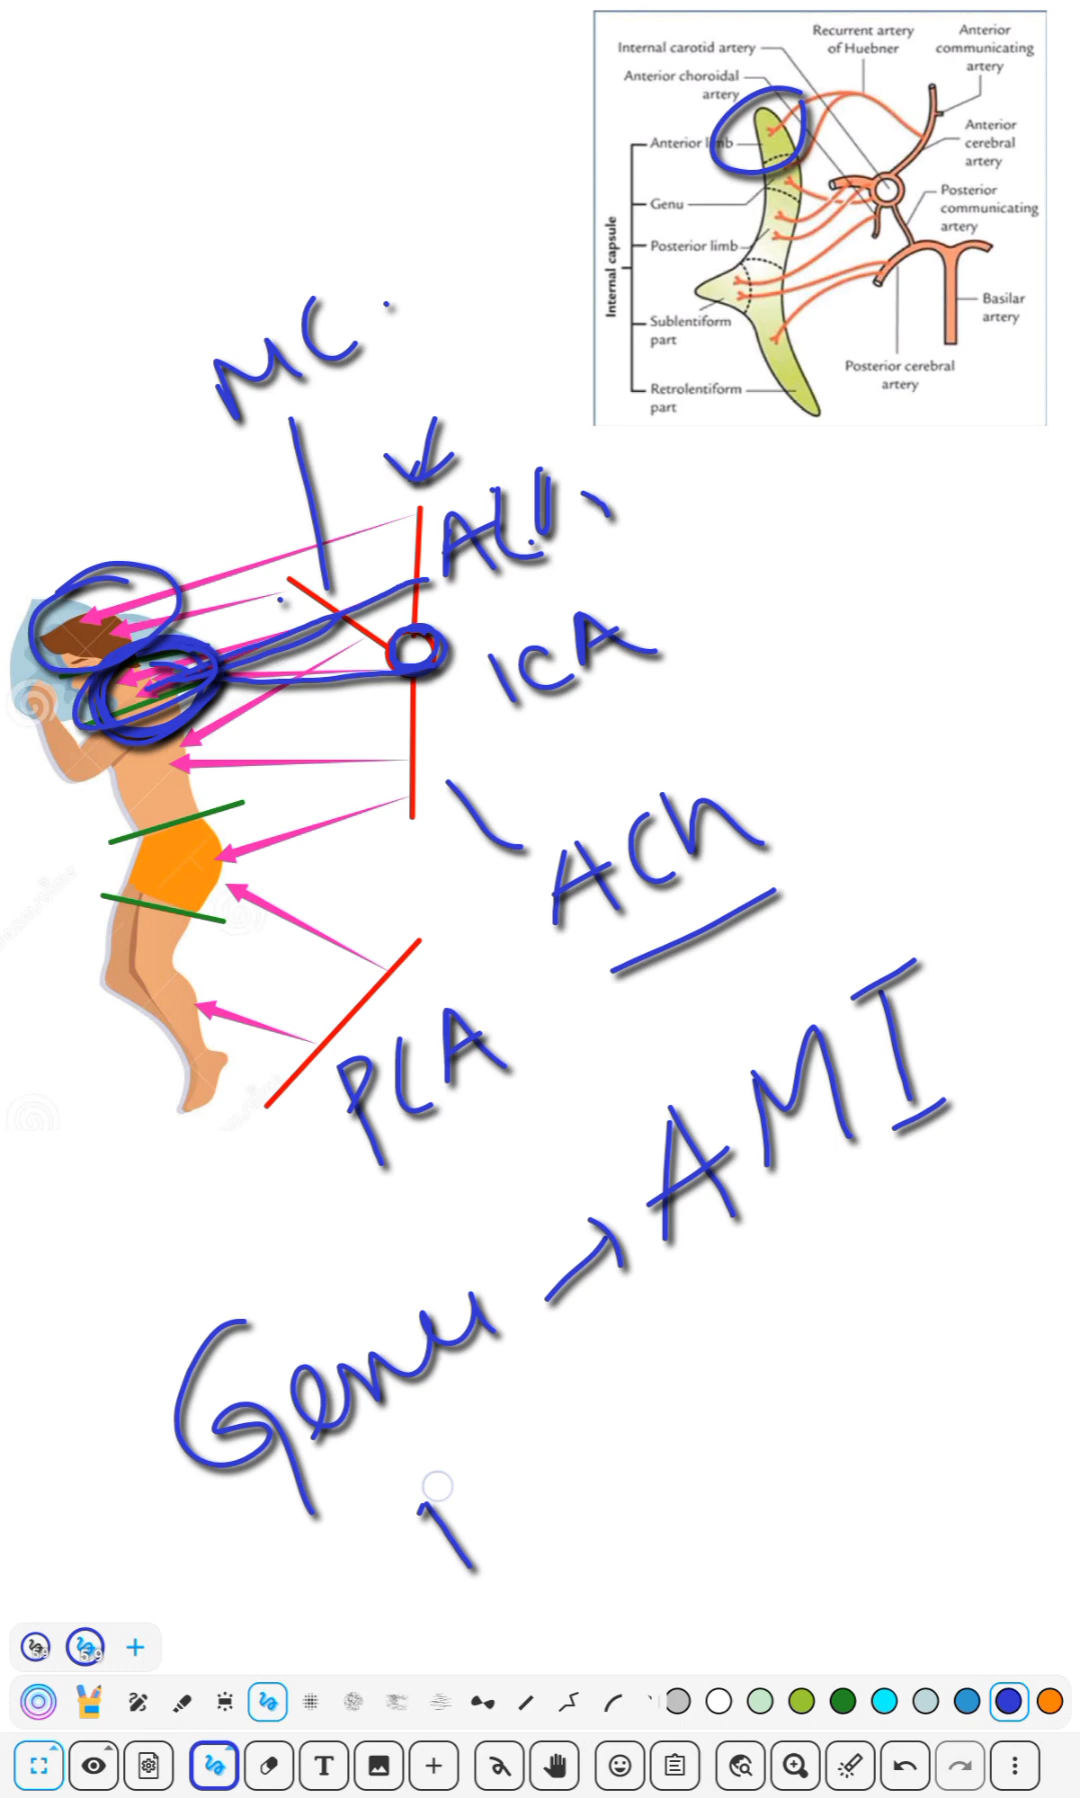 Internal carotid artery
Recurrent artery
of Huebner
Anterior
communicating
artery
Anterior choroidal
artery
Anterior limb
Anterior
cerebral
artery
Genu
Posterior
communicating
artery
Posterior limb
Internal capsule
Basilar
artery
Sublentiform
part
Posterior cerebral
artery
Retrolentiform
part
MC
ICA
ACh
PCA
Genu → AMI
T